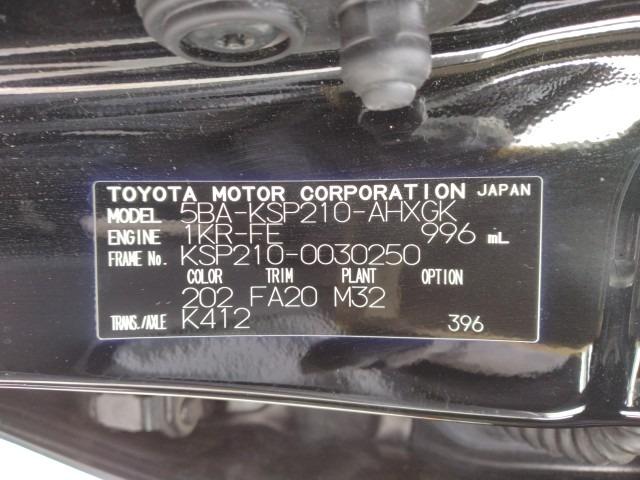 TOYOTA MOTOR CORPORATION JAPAN
MODEL 5BA-KSP210-AHXGK
ENGINE 1KR-FE 996 mL
FRAME No. KSP210-0030250
COLOR TRIM PLANT OPTION
202 FA20 M32
TRANS./AXLE K412 396